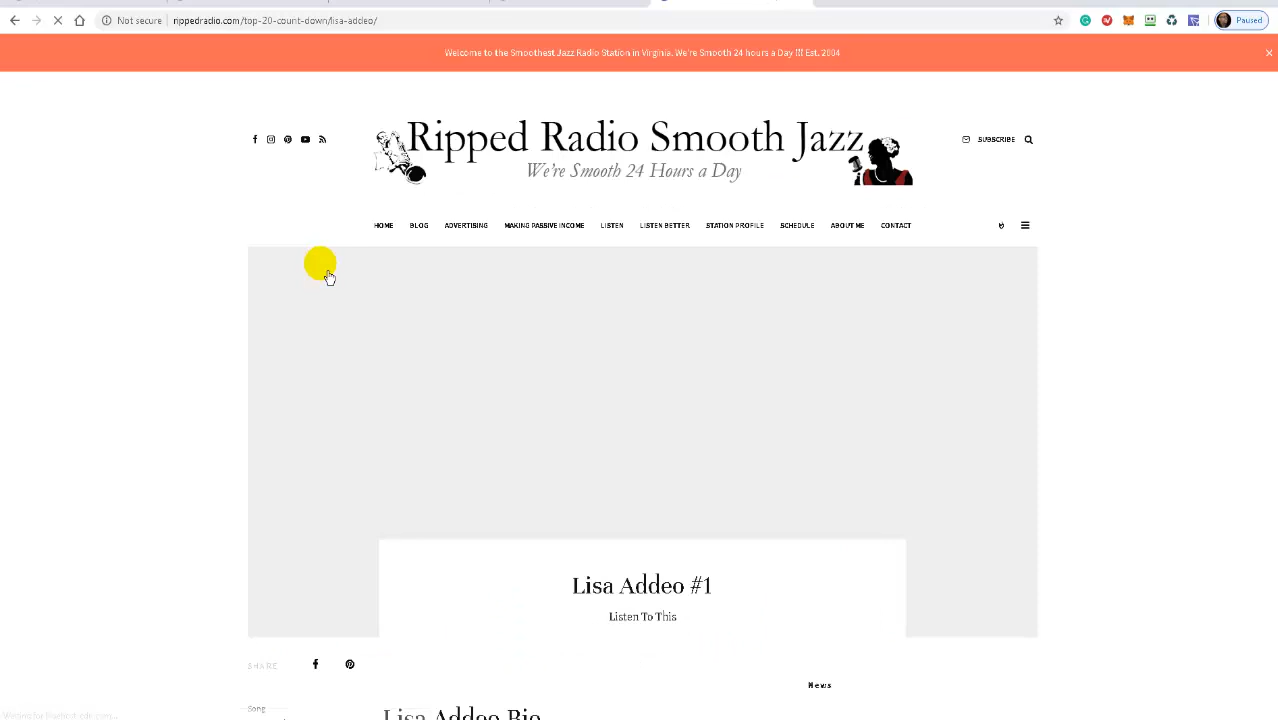 Not secure
rippedradio.com/top-20-count-down/lisa-addeo/
Paused
Welcome to the Smoothest Jazz Radio Station in Virginia. We're Smooth 24 hours a Day !!! Est. 2004
Ripped Radio Smooth Jazz
We're Smooth 24 Hours a Day
SUBSCRIBE
HOME BLOG ADVERTISING MAKING PASSIVE INCOME LISTEN LISTEN BETTER STATION PROFILE SCHEDULE ABOUT ME CONTACT
Lisa Addeo #1
Listen To This
SHARE
News
Song
Lisa Addeo Bio